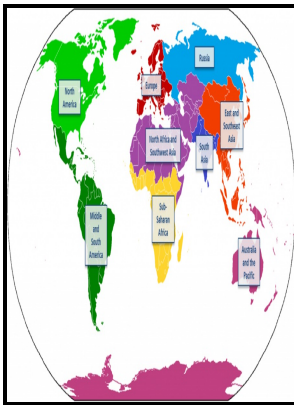 Russia
North
America
Europe
East and
Southeast
Asia
North Africa and
Southwest Asia
South
Asia
Middle
and
South
America
Sub-
Saharan
Africa
Australia
and the
Pacific